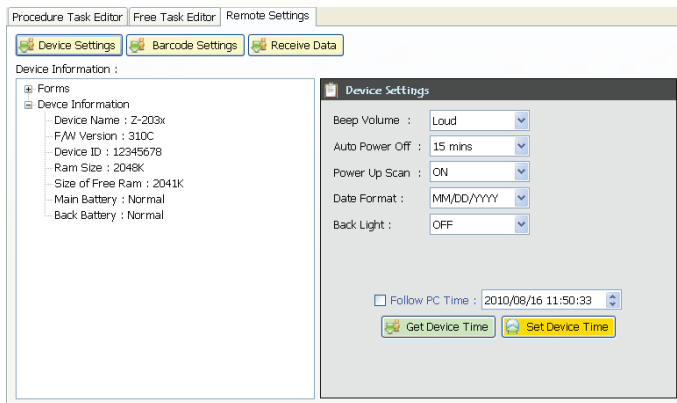 Procedure Task Editor Free Task Editor Remote Settings
Device Settings Barcode Settings Receive Data
Device Information :
Forms
Devce Information
Device Name : Z-203x
F/W Version : 310C
Device ID : 12345678
Ram Size : 2048K
Size of Free Ram : 2041K
Main Battery : Normal
Back Battery : Normal
Device Settings
Beep Volume : Loud
Auto Power Off : 15 mins
Power Up Scan : ON
Date Format : MM/DD/YYYY
Back Light : OFF
Follow PC Time : 2010/08/16 11:50:33
Get Device Time Set Device Time